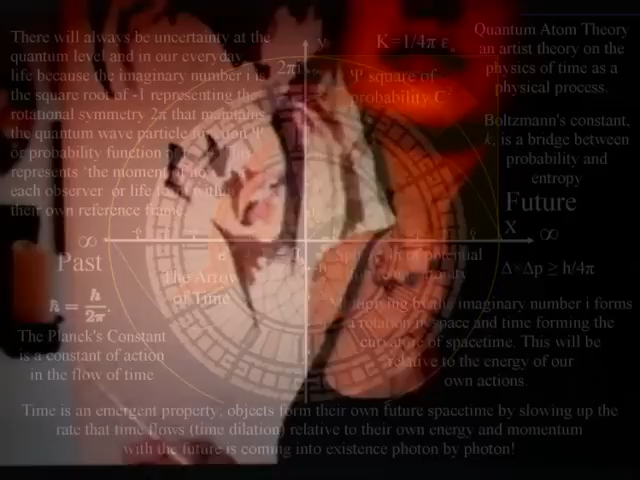 There will always be uncertainty at the
quantum level and in our everyday
life because the imaginary number i is
the square root of -1 representing the
rotational symmetry 2π that maintains
the quantum wave particle function Ψ
or probability function
represents 'the moment of
each observer or life form with
their own reference frame.
2πi
y
K=1/4π ε
Ψ square of
probability C²
Quantum Atom Theory
an artist theory on the
physics of time as a
physical process.
Boltzmann's constant,
k, is a bridge between
probability and
entropy
Future
X
∞
∞
Past
ħ = h/2π.
The Arrow
of Time
of potential
Δ×Δp ≥ h/4π
The Planck's Constant
is a constant of action
in the flow of time
Multiplying by the imaginary number i forms
a rotation in space and time forming the
curvature of spacetime. This will be
relative to the energy of our
own actions.
Time is an emergent property; objects form their own future spacetime by slowing up the
rate that time flows (time dilation) relative to their own energy and momentum
with the future is coming into existence photon by photon!